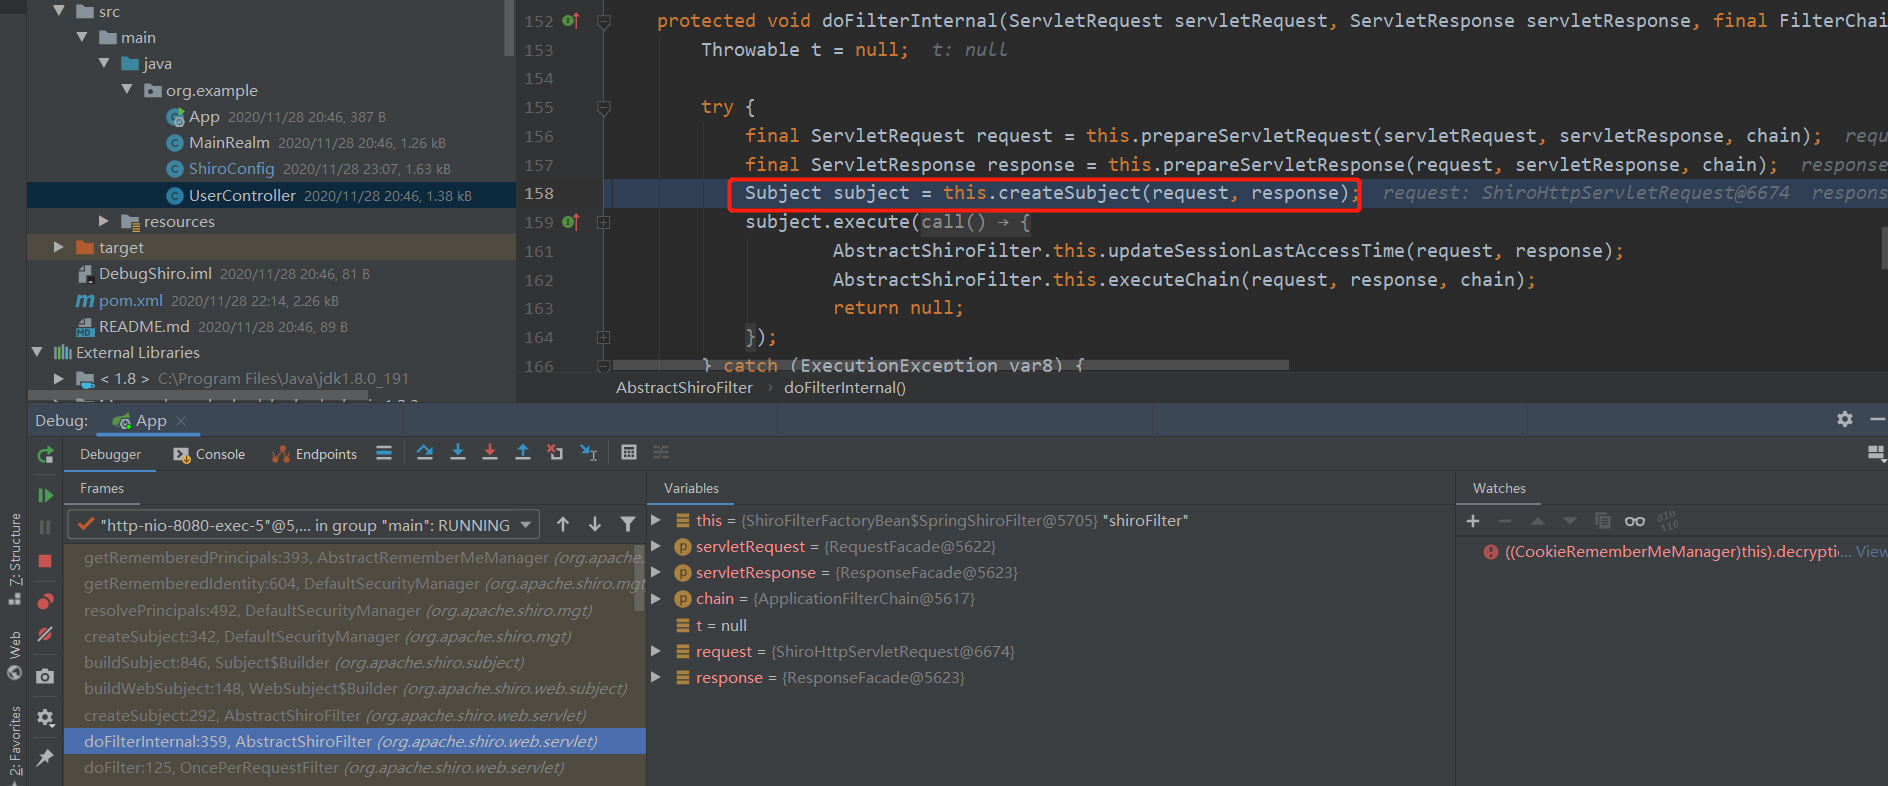 src
main
java
org.example
App 2020/11/28 20:46, 387 B
MainRealm 2020/11/28 20:46, 1.26 kB
ShiroConfig 2020/11/28 23:07, 1.63 kB
UserController 2020/11/28 20:46, 1.38 kB
resources
target
DebugShiro.iml 2020/11/28 20:46, 81 B
pom.xml 2020/11/28 22:14, 2.26 kB
README.md 2020/11/28 20:46, 89 B
External Libraries
< 1.8 > C:\Program Files\Java\jdk1.8.0_191
152 protected void doFilterInternal(ServletRequest servletRequest, ServletResponse servletResponse, final FilterChai
153 Throwable t = null; t: null
154
155 try {
156 final ServletRequest request = this.prepareServletRequest(servletRequest, servletResponse, chain); requ
157 final ServletResponse response = this.prepareServletResponse(request, servletResponse, chain); response
158 Subject subject = this.createSubject(request, response); request: ShiroHttpServletRequest@6674 respons
159 subject.execute(call() → {
161 AbstractShiroFilter.this.updateSessionLastAccessTime(request, response);
162 AbstractShiroFilter.this.executeChain(request, response, chain);
163 return null;
164 });
166 } catch (ExecutionException var8) {
AbstractShiroFilter › doFilterInternal()
Debug: App
Debugger Console Endpoints
Frames
"http-nio-8080-exec-5"@5,... in group "main": RUNNING
getRememberedPrincipals:393, AbstractRememberMeManager (org.apache.
getRememberedIdentity:604, DefaultSecurityManager (org.apache.shiro.mgt
resolvePrincipals:492, DefaultSecurityManager (org.apache.shiro.mgt)
createSubject:342, DefaultSecurityManager (org.apache.shiro.mgt)
buildSubject:846, Subject$Builder (org.apache.shiro.subject)
buildWebSubject:148, WebSubject$Builder (org.apache.shiro.web.subject)
createSubject:292, AbstractShiroFilter (org.apache.shiro.web.servlet)
doFilterInternal:359, AbstractShiroFilter (org.apache.shiro.web.servlet)
doFilter:125, OncePerRequestFilter (org.apache.shiro.web.servlet)
Variables
this = {ShiroFilterFactoryBean$SpringShiroFilter@5705} "shiroFilter"
servletRequest = {RequestFacade@5622}
servletResponse = {ResponseFacade@5623}
chain = {ApplicationFilterChain@5617}
t = null
request = {ShiroHttpServletRequest@6674}
response = {ResponseFacade@5623}
Watches
((CookieRememberMeManager)this).decrypti... View
Z: Structure
Web
2: Favorites